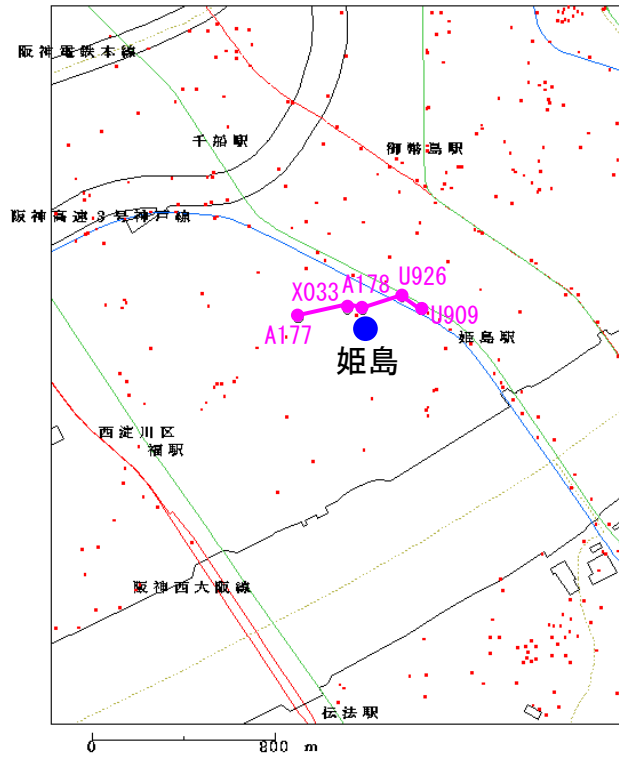 阪神電鉄本線
千船駅
御幣島駅
阪神高速3号神戸線
U926
A178
X033
U909
A177
姫島駅
姫島
西淀川区
福駅
阪神西大阪線
伝法駅
0 800 m